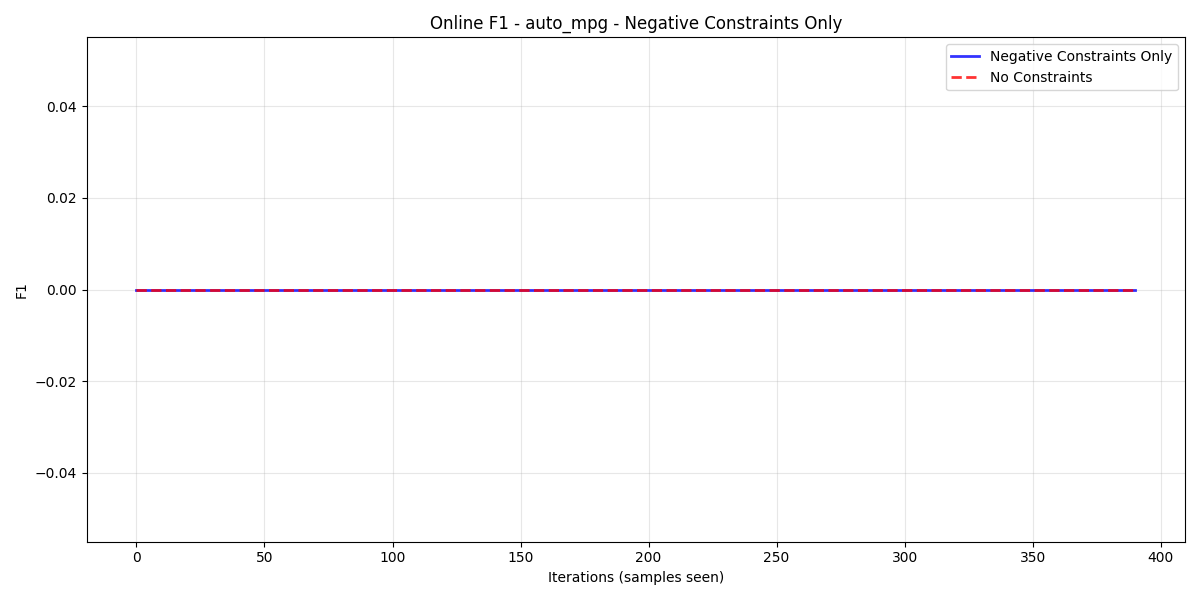 Online F1 - auto_mpg - Negative Constraints Only
Negative Constraints Only
No Constraints
0.04
0.02
0.00
−0.02
−0.04
F1
0 50 100 150 200 250 300 350 400
Iterations (samples seen)